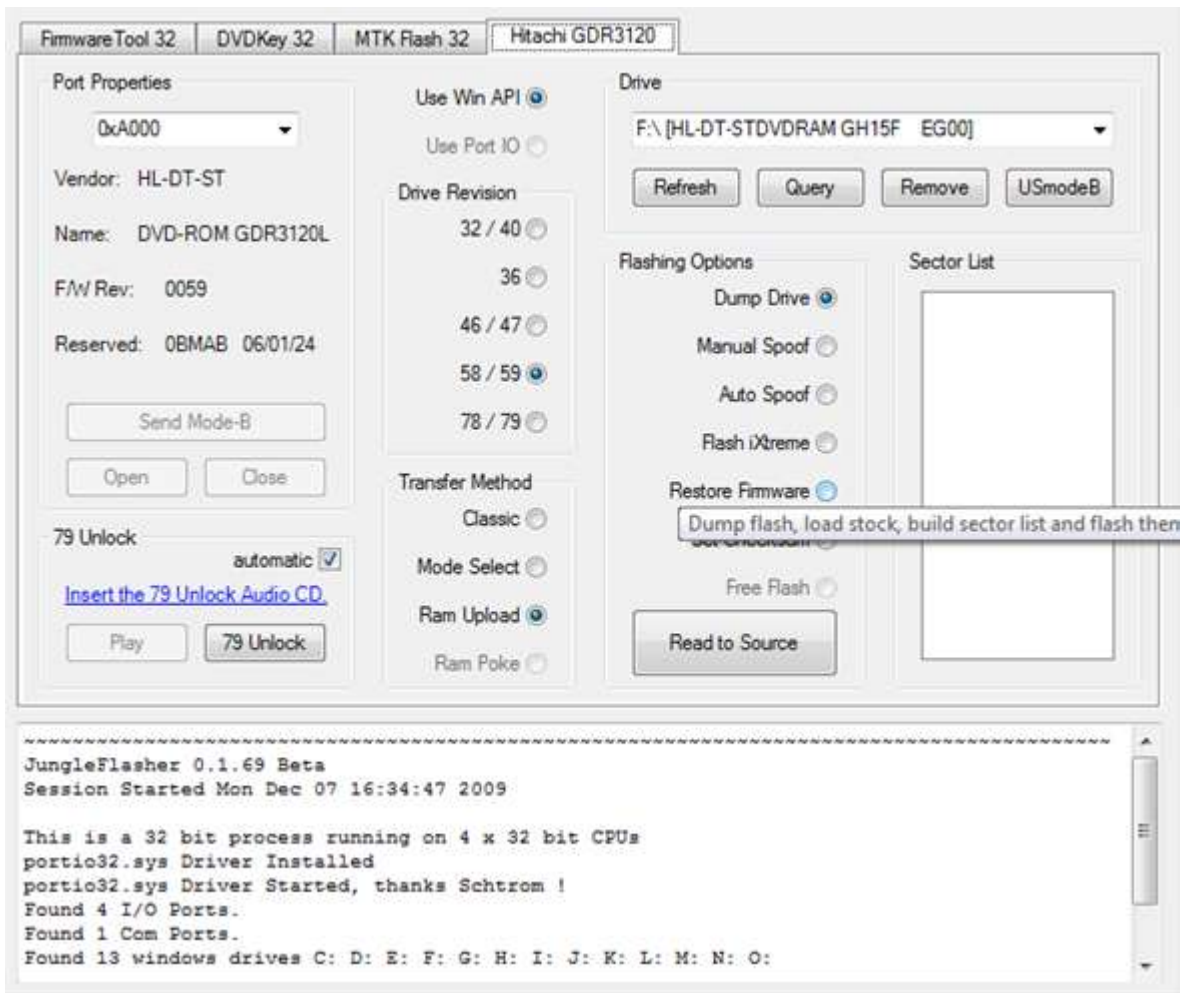 FirmwareTool 32 DVDKey 32 MTK Flash 32 Hitachi GDR3120
Port Properties
0xA000
Vendor: HL-DT-ST
Name: DVD-ROM GDR3120L
F/W Rev: 0059
Reserved: 0BMAB 06/01/24
Send Mode-B
Open Close
79 Unlock
automatic
Insert the 79 Unlock Audio CD.
Play 79 Unlock
Use Win API
Use Port IO
Drive Revision
32 / 40
36
46 / 47
58 / 59
78 / 79
Transfer Method
Classic
Mode Select
Ram Upload
Ram Poke
Drive
F:\ [HL-DT-STDVDRAM GH15F EG00]
Refresh Query Remove USmodeB
Flashing Options
Dump Drive
Manual Spoof
Auto Spoof
Flash iXtreme
Restore Firmware
Dump flash, load stock, build sector list and flash them
Free Flash
Read to Source
Sector List
~~~~~~~~~~~~~~~~~~~~~~~~~~~~~~~~~~~~~~~~~~~~~~~~~~~~~~~~~~~~~~~~~~~~~~~~~~~~~~~~~~~~~~~~~~
JungleFlasher 0.1.69 Beta
Session Started Mon Dec 07 16:34:47 2009
This is a 32 bit process running on 4 x 32 bit CPUs
portio32.sys Driver Installed
portio32.sys Driver Started, thanks Schtrom !
Found 4 I/O Ports.
Found 1 Com Ports.
Found 13 windows drives C: D: E: F: G: H: I: J: K: L: M: N: O: